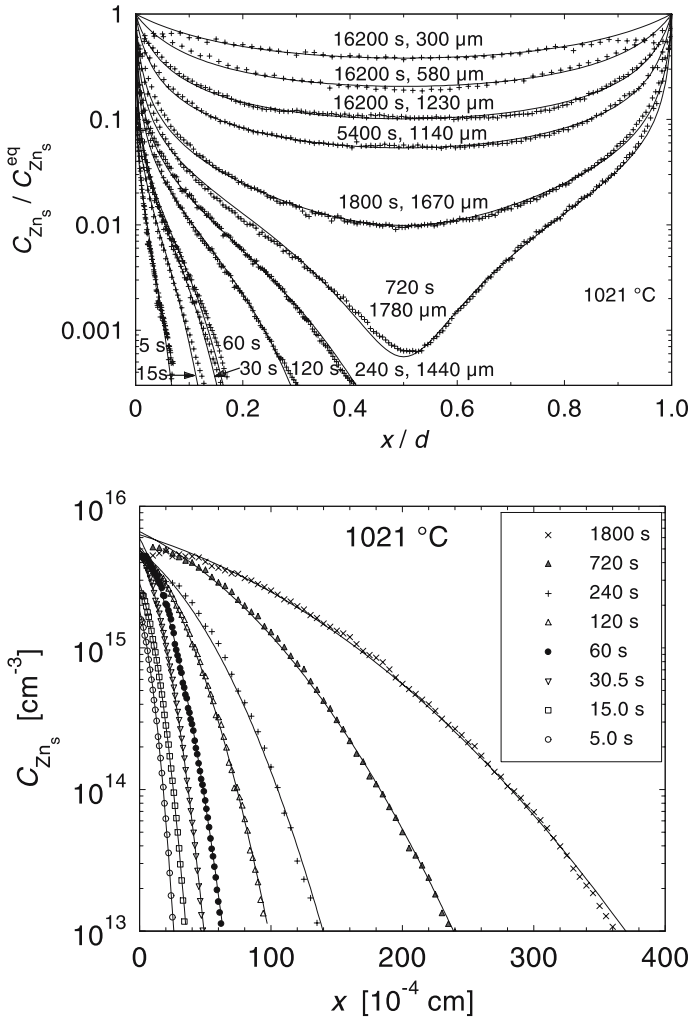 1
0.1
0.01
0.001
C_Zn_s / C^eq_Zn_s
16200 s, 300 µm
16200 s, 580 µm
16200 s, 1230 µm
5400 s, 1140 µm
1800 s, 1670 µm
720 s
1780 µm
1021 °C
5 s
60 s
15s
30 s
120 s
240 s, 1440 µm
0 0.2 0.4 0.6 0.8 1.0
x / d
10^16
10^15
10^14
10^13
C_Zn_s [cm^-3]
1021 °C
1800 s
720 s
240 s
120 s
60 s
30.5 s
15.0 s
5.0 s
0 100 200 300 400
x [10^-4 cm]